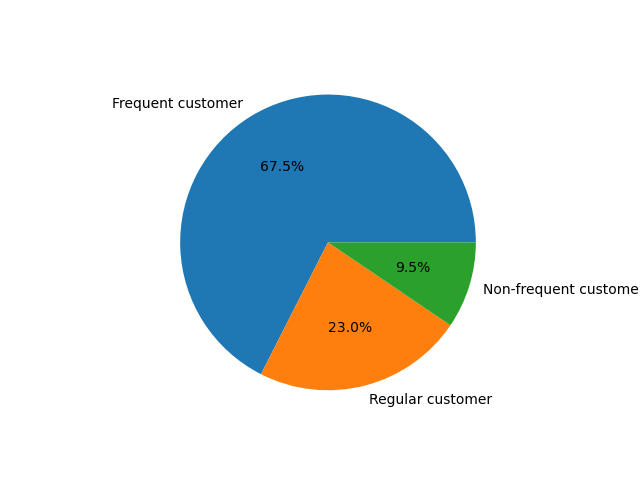 Frequent customer
67.5%
9.5%
Non-frequent custome
23.0%
Regular customer